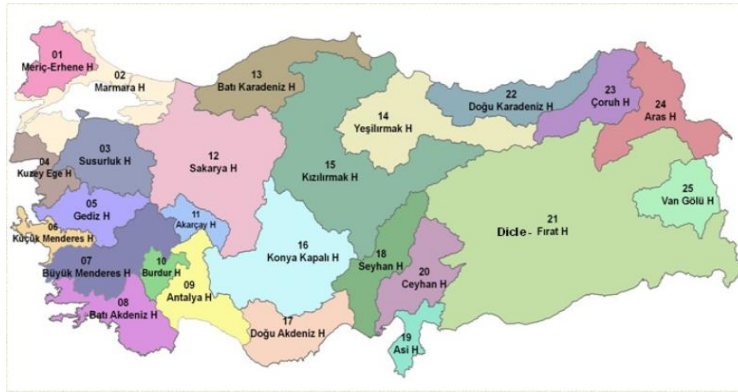 01
Meriç-Erhene H
02
Marmara H
03
Susurluk H
04
Kuzey Ege H
05
Gediz H
06
Küçük Menderes H
07
Büyük Menderes H
08
Batı Akdeniz H
09
Antalya H
10
Burdur H
11
Akarçay H
12
Sakarya H
13
Batı Karadeniz H
14
Yeşilırmak H
15
Kızılırmak H
16
Konya Kapalı H
17
Doğu Akdeniz H
18
Seyhan H
19
Asi H
20
Ceyhan H
21
Dicle - Fırat H
22
Doğu Karadeniz H
23
Çoruh H
24
Aras H
25
Van Gölü H